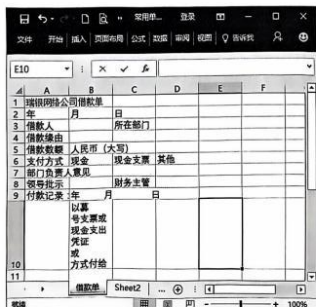 常用单... 登录
文件 开始 插入 页面布局 公式 数据 审阅 视图 告诉我
E10
A B C D E F
1 瑞银网络公司借款单
2 年 月 日
3 借款人 所在部门
4 借款缘由
5 借款数额 人民币（大写）
6 支付方式 现金 现金支票 其他
7 部门负责人意见
8 领导批示 财务主管
9 付款记录：年 月 日
以募
号支票或
现金支出
凭证
或
10 方式付给
11
借款单 Sheet2 ...
就绪 100%